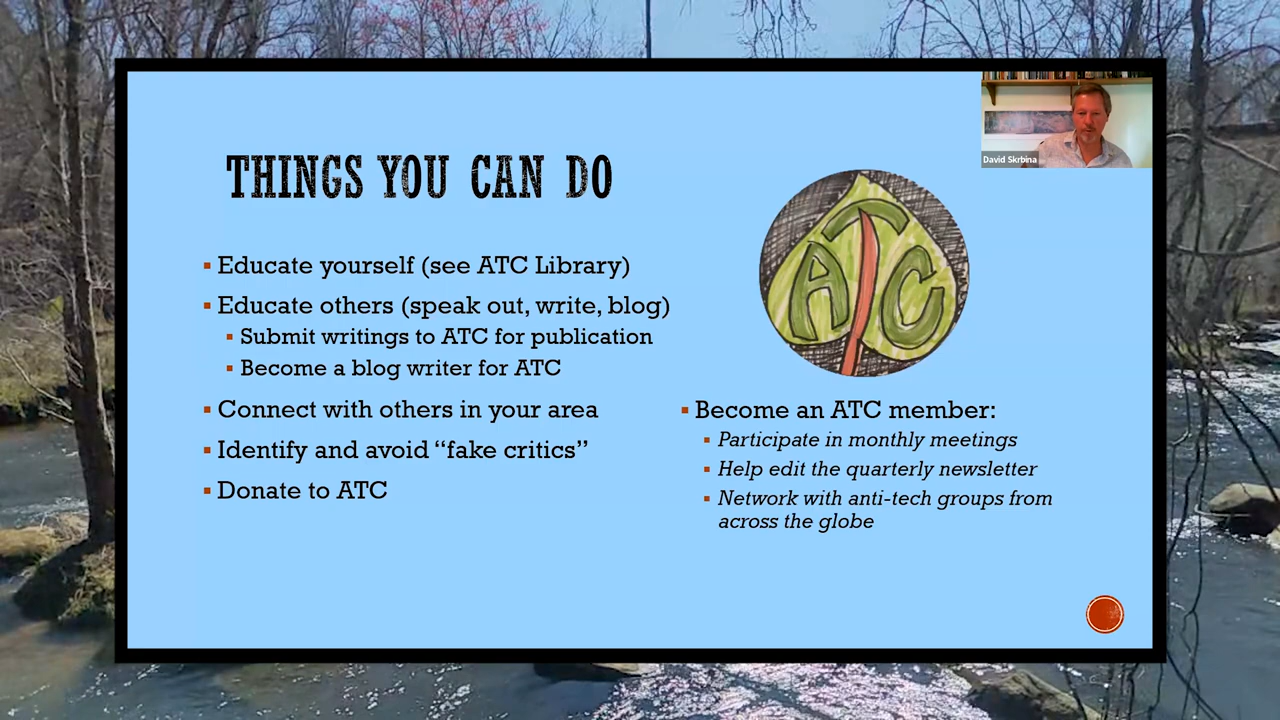 David Skrbina
THINGS YOU CAN DO
Educate yourself (see ATC Library)
Educate others (speak out, write, blog)
Submit writings to ATC for publication
Become a blog writer for ATC
Connect with others in your area
Identify and avoid “fake critics”
Donate to ATC
ATC
Become an ATC member:
Participate in monthly meetings
Help edit the quarterly newsletter
Network with anti-tech groups from
across the globe